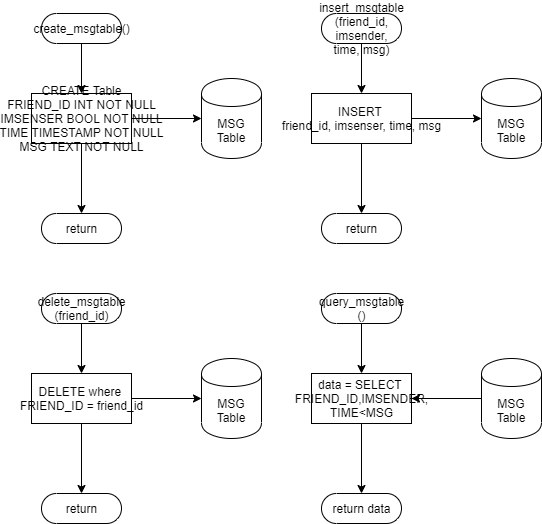 create_msgtable()
CREATE Table
FRIEND_ID INT NOT NULL
IMSENSER BOOL NOT NULL
TIME TIMESTAMP NOT NULL
MSG TEXT NOT NULL
MSG
Table
return
insert_msgtable
(friend_id,
imsender,
time, msg)
INSERT
friend_id, imsenser, time, msg
MSG
Table
return
delete_msgtable
(friend_id)
DELETE where
FRIEND_ID = friend_id
MSG
Table
return
query_msgtable
()
data = SELECT
FRIEND_ID,IMSENDER,
TIME<MSG
MSG
Table
return data